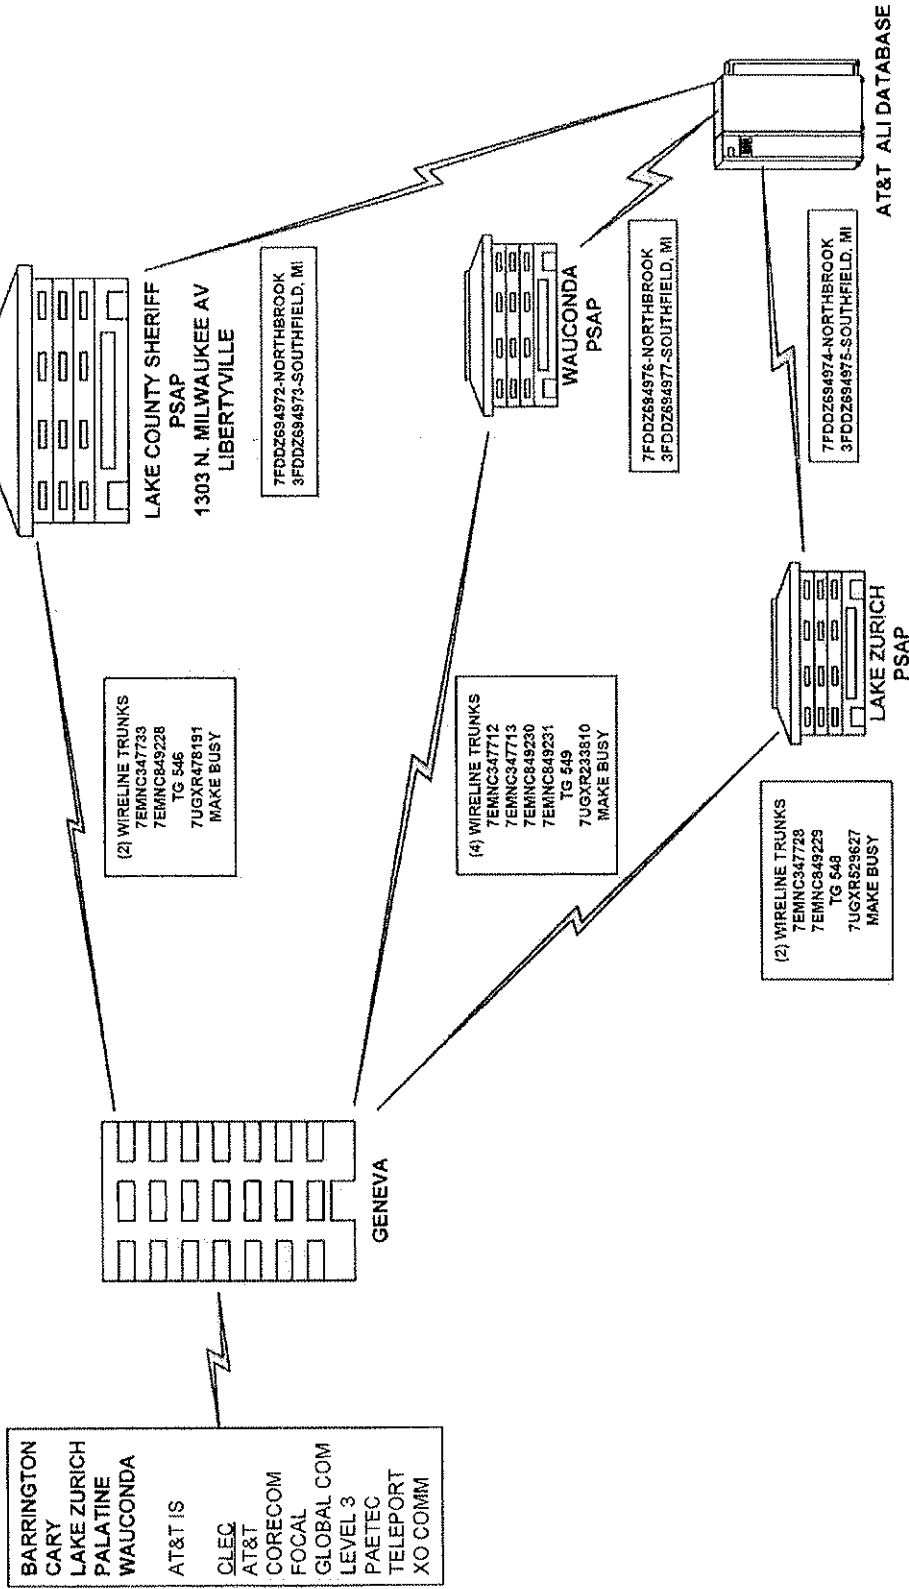 BARRINGTON
CARY
LAKE ZURICH
PALATINE
WAUCONDA
AT&T IS
CLEC
AT&T
CORECOM
FOCAL
GLOBAL COM
LEVEL 3
PAETEC
TELEPORT
XO COMM
GENEVA
(2) WIRELINE TRUNKS
7EMNC347733
7EMNC849228
TG 546
7UGXR478191
MAKE BUSY
(4) WIRELINE TRUNKS
7EMNC347712
7EMNC347713
7EMNC849230
7EMNC849231
TG 549
7UGXR233810
MAKE BUSY
(2) WIRELINE TRUNKS
7EMNC347728
7EMNC849229
TG 548
7UGXR529627
MAKE BUSY
LAKE COUNTY SHERIFF
PSAP
1303 N. MILWAUKEE AV
LIBERTYVILLE
7FDDZ694972-NORTHBROOK
3FDDZ694973-SOUTHFIELD, MI
WAUCONDA
PSAP
7FDDZ694976-NORTHBROOK
3FDDZ694977-SOUTHFIELD, MI
LAKE ZURICH
PSAP
7FDDZ694974-NORTHBROOK
3FDDZ694975-SOUTHFIELD, MI
AT&T ALI DATABASE